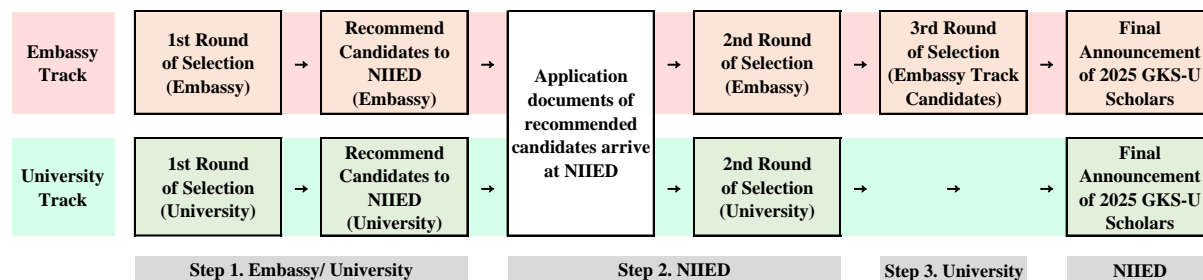 Embassy
Track
1st Round
of Selection
(Embassy)
→
Recommend
Candidates to
NIIED
(Embassy)
→
Application
documents of
recommended
candidates arrive
at NIIED
→
2nd Round
of Selection
(Embassy)
→
3rd Round
of Selection
(Embassy Track
Candidates)
→
Final
Announcement
of 2025 GKS-U
Scholars
University
Track
1st Round
of Selection
(University)
→
Recommend
Candidates to
NIIED
(University)
→
→
2nd Round
of Selection
(University)
→
→
→
Final
Announcement
of 2025 GKS-U
Scholars
Step 1. Embassy/ University
Step 2. NIIED
Step 3. University
NIIED